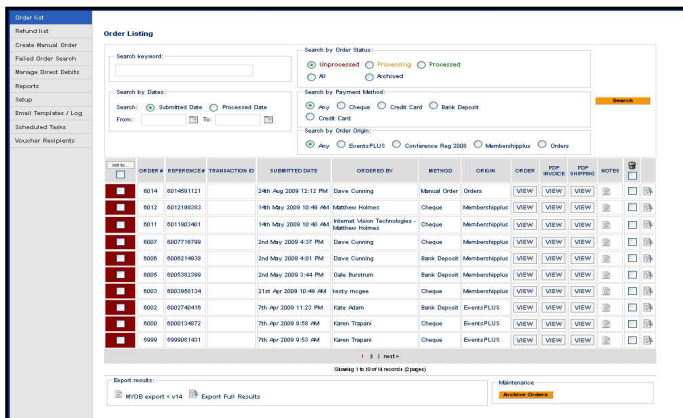 Order list
Refund list
Create Manual Order
Failed Order Search
Manage Direct Debits
Reports
Setup
Email Templates / Log
Scheduled Tasks
Voucher Recipients
Order Listing
Search keyword:
Search by Order Status:
Unprocessed Processing Processed
All Archived
Search by Dates:
Search: Submitted Date Processed Date
From: To:
Search by Payment Method:
Any Cheque Credit Card Bank Deposit
Credit Card
Search
Search by Order Origin:
Any EventsPLUS Conference Reg 2008 Membershipplus Orders
set to... ORDER # REFERENCE# TRANSACTION ID SUBMITTED DATE ORDERED BY METHOD ORIGIN ORDER PDF INVOICE PDF SHIPPING NOTES
6014 6014591121 24th Aug 2009 12:12 PM Dave Cunning Manual Order Orders VIEW VIEW VIEW
6012 6012199383 14th May 2009 10:49 AM Matthew Holmes Cheque Membershipplus VIEW VIEW VIEW
6011 6011903401 14th May 2009 10:40 AM Internet Vision Technologies - Matthew Holmes Cheque Membershipplus VIEW VIEW VIEW
6007 6007716799 2nd May 2009 4:37 PM Dave Cunning Cheque Membershipplus VIEW VIEW VIEW
6006 6006214938 2nd May 2009 4:01 PM Dave Cunning Bank Deposit Membershipplus VIEW VIEW VIEW
6005 6005382399 2nd May 2009 3:44 PM Gale Burstrum Bank Deposit Membershipplus VIEW VIEW VIEW
6003 6003958134 21st Apr 2009 10:49 AM testy mogee Cheque Membershipplus VIEW VIEW VIEW
6002 6002740416 7th Apr 2009 11:23 PM Kate Adam Bank Deposit EventsPLUS VIEW VIEW VIEW
6000 6000134872 7th Apr 2009 9:58 AM Karen Trapani Cheque EventsPLUS VIEW VIEW VIEW
5999 5999081431 7th Apr 2009 9:53 AM Karen Trapani Cheque EventsPLUS VIEW VIEW VIEW
1 2 | next >
Showing 1 to 10 of 14 records (2 pages)
Export results:
MYOB export < v14 Export Full Results
Maintenance
Archive Orders